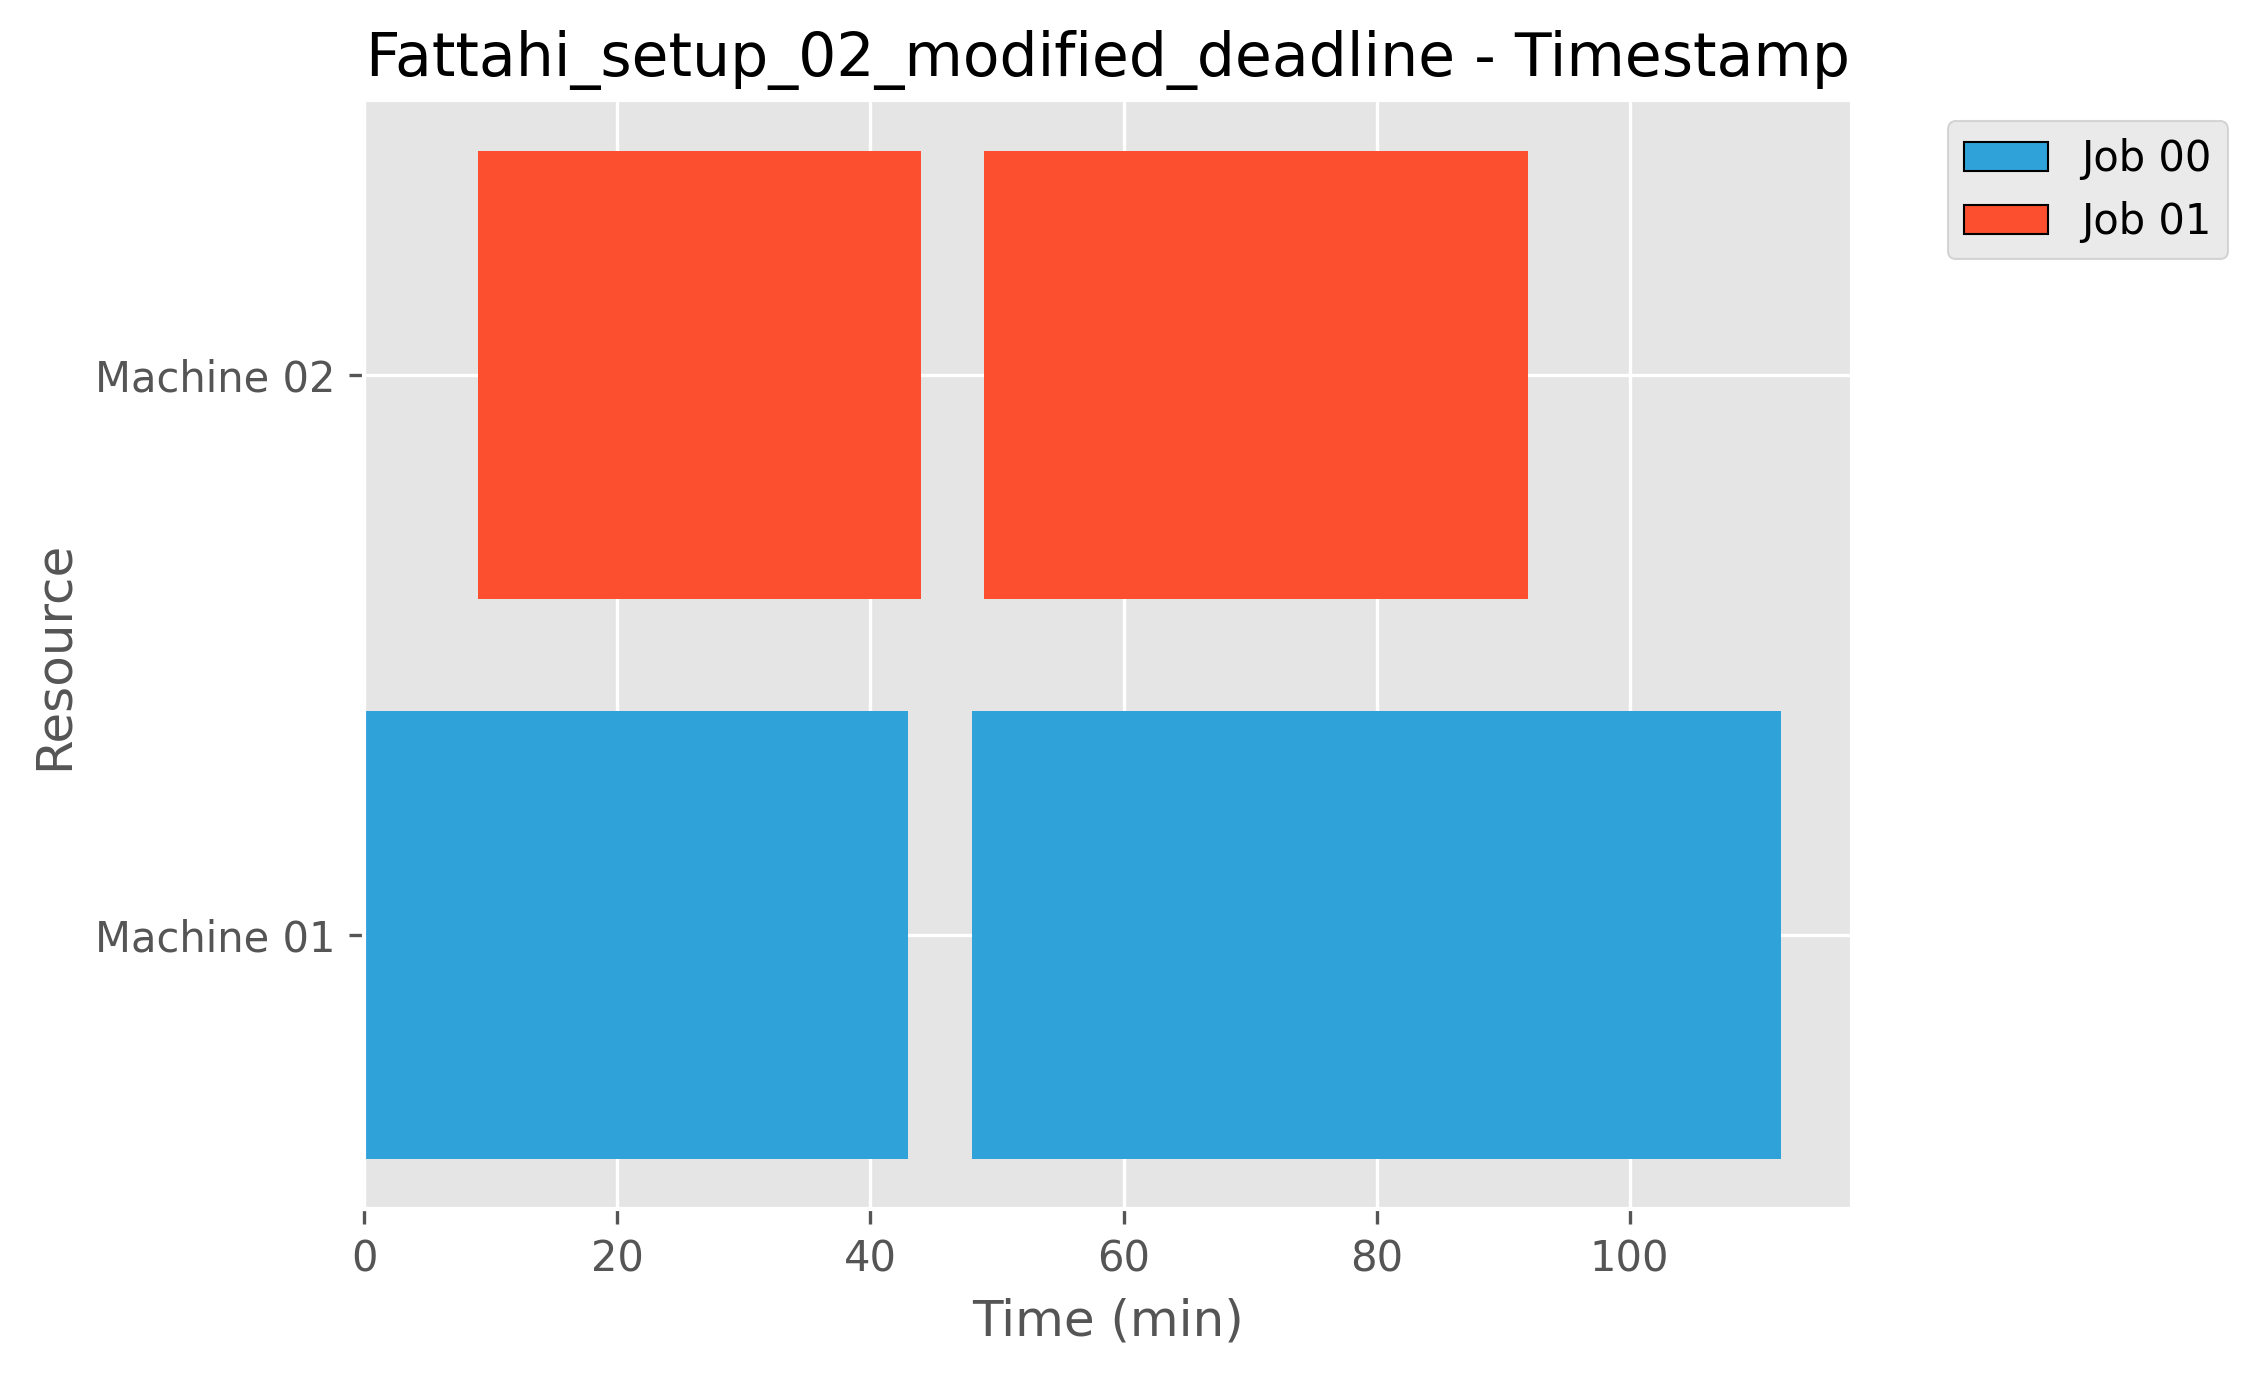 Fattahi_setup_02_modified_deadline - Timestamp
Job 00
Job 01
Machine 02
Machine 01
Resource
0 20 40 60 80 100
Time (min)